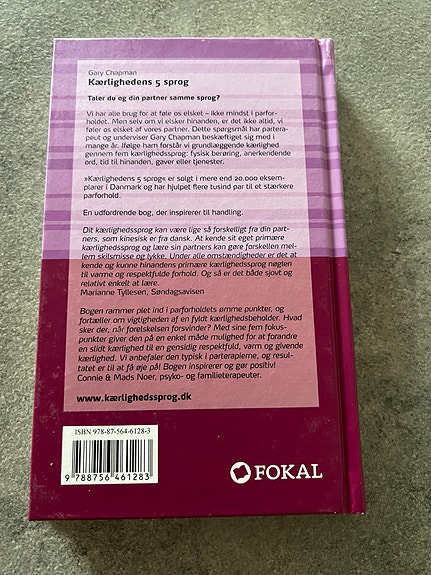 Gary Chapman
Kærlighedens 5 sprog
Taler du og din partner samme sprog?
Vi har alle brug for at føle os elsket – ikke mindst i parfor-
holdet. Men selv om vi elsker hinanden, er det ikke altid, vi
føler os elsket af vores partner. Dette spørgsmål har partera-
peut og underviser Gary Chapman beskæftiget sig med i
mange år. Ifølge ham forstår vi grundlæggende kærlighed
gennem fem kærlighedssprog: fysisk berøring, anerkendende
ord, tid til hinanden, gaver eller tjenester.
»Kærlighedens 5 sprog« er solgt i mere end 20.000 eksem-
plarer i Danmark og har hjulpet flere tusind par til et stærkere
parforhold.
En udfordrende bog, der inspirerer til handling.
Dit kærlighedssprog kan være lige så forskelligt fra din part-
ners, som kinesisk er fra dansk. At kende sit eget primære
kærlighedssprog og lære sin partners kan gøre forskellen mel-
lem skilsmisse og lykke. Under alle omstændigheder er det at
kende og kunne hinandens primære kærlighedssprog nøglen
til varme og respektfulde forhold. Og så er det både sjovt og
relativt enkelt at lære.
Marianne Tyllesen, Søndagsavisen
Bogen rammer plet ind i parforholdets ømme punkter, og
fortæller om vigtigheden af en fyldt kærlighedsbeholder. Hvad
sker der, når forelskelsen forsvinder? Med sine fem fokus-
punkter giver den på en enkel måde mulighed for at forandre
en slidt kærlighed til en gensidig respektfuld, varm og givende
kærlighed. Vi anbefaler den typisk i parterapierne, og resul-
tatet er til at få øje på! Bogen inspirerer og gør positiv!
Connie & Mads Noer, psyko- og familieterapeuter.
www.kærlighedssprog.dk
ISBN 978-87-564-6128-3
9 788756 461283
FOKAL